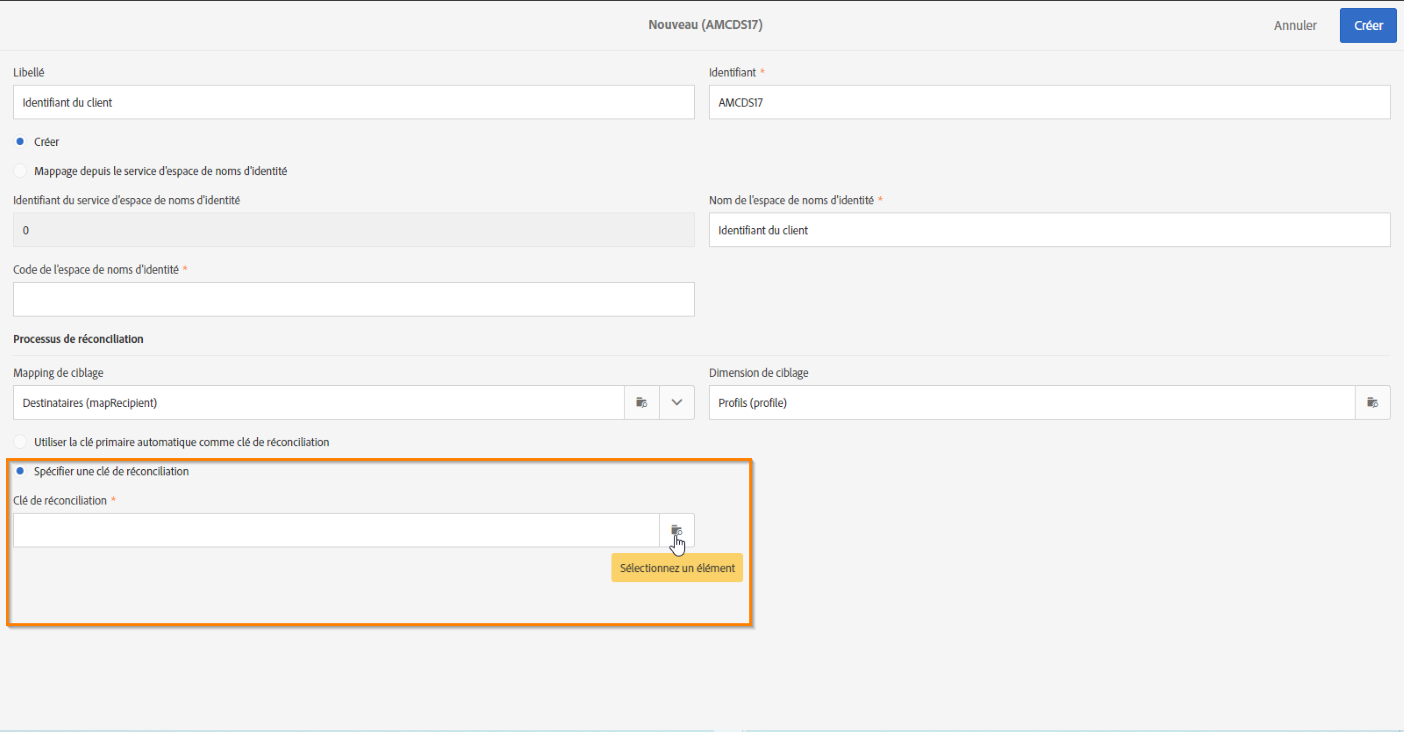 Nouveau (AMCDS17)
Annuler
Créer
Libellé
Identifiant *
Identifiant du client
AMCDS17
Créer
Mappage depuis le service d'espace de noms d'identité
Identifiant du service d'espace de noms d'identité
Nom de l'espace de noms d'identité *
0
Identifiant du client
Code de l'espace de noms d'identité *
Processus de réconciliation
Mapping de ciblage
Dimension de ciblage
Destinataires (mapRecipient)
Profils (profile)
Utiliser la clé primaire automatique comme clé de réconciliation
Spécifier une clé de réconciliation
Clé de réconciliation *
Sélectionnez un élément